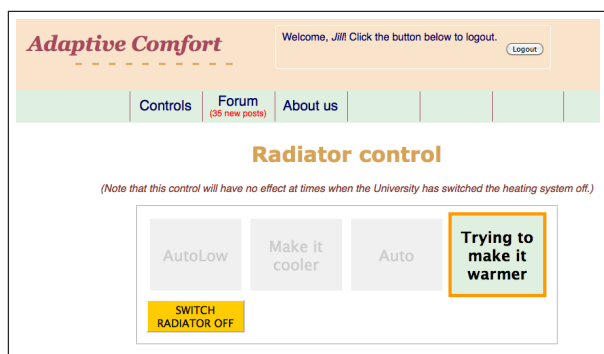 Adaptive Comfort
Welcome, Jill! Click the button below to logout.
Logout
Controls
Forum
(35 new posts)
About us
Radiator control
(Note that this control will have no effect at times when the University has switched the heating system off.)
AutoLow
Make it
cooler
Auto
Trying to
make it
warmer
SWITCH
RADIATOR OFF